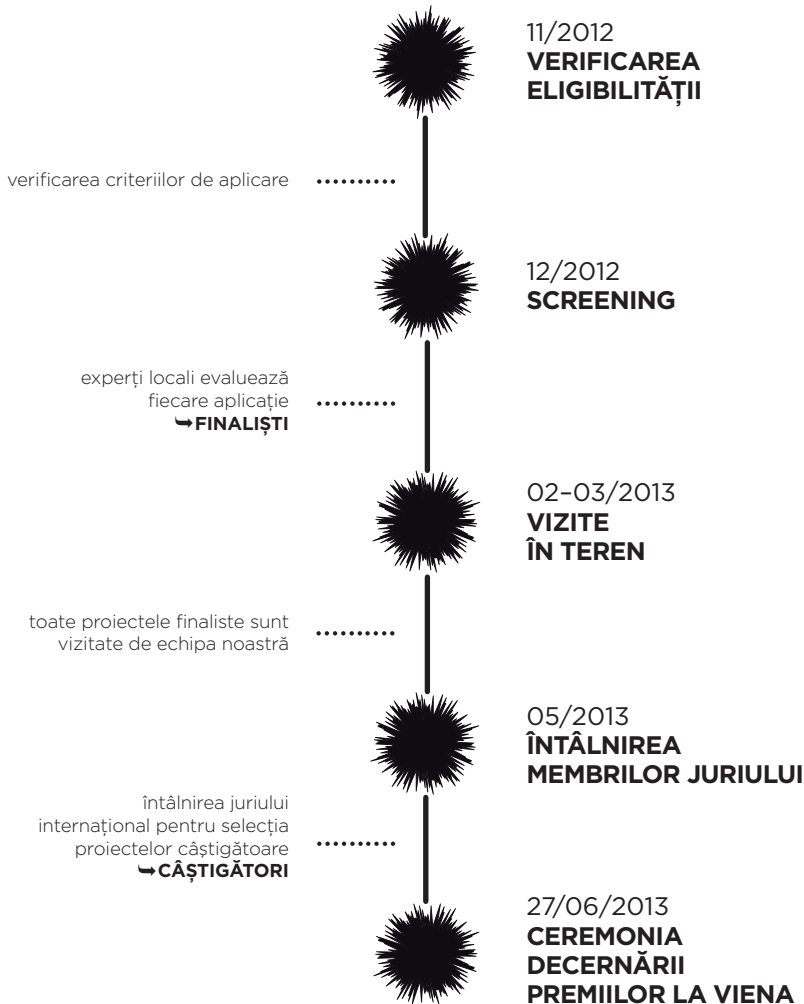 11/2012
VERIFICAREA
ELIGIBILITĂȚII
verificarea criteriilor de aplicare
12/2012
SCREENING
experți locali evaluează
fiecare aplicație
➥FINALIȘTI
02–03/2013
VIZITE
ÎN TEREN
toate proiectele finaliste sunt
vizitate de echipa noastră
05/2013
ÎNTÂLNIREA
MEMBRILOR JURIULUI
întâlnirea juriului
internațional pentru selecția
proiectelor câștigătoare
➥CÂȘTIGĂTORI
27/06/2013
CEREMONIA
DECERNĂRII
PREMIILOR LA VIENA